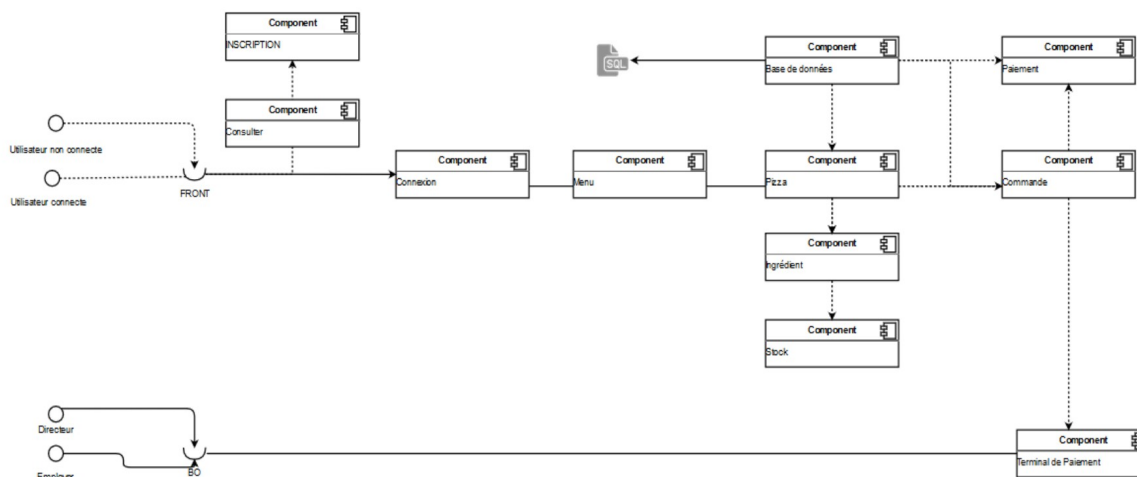 Component
INSCRIPTION
Component
Consulter
SQL
Component
Base de données
Component
Paiement
Utilisateur non connecte
Utilisateur connecte
FRONT
Component
Connexion
Component
Menu
Component
Pizza
Component
Commande
Component
Ingrédient
Component
Stock
Directeur
BO
Component
Terminal de Paiement